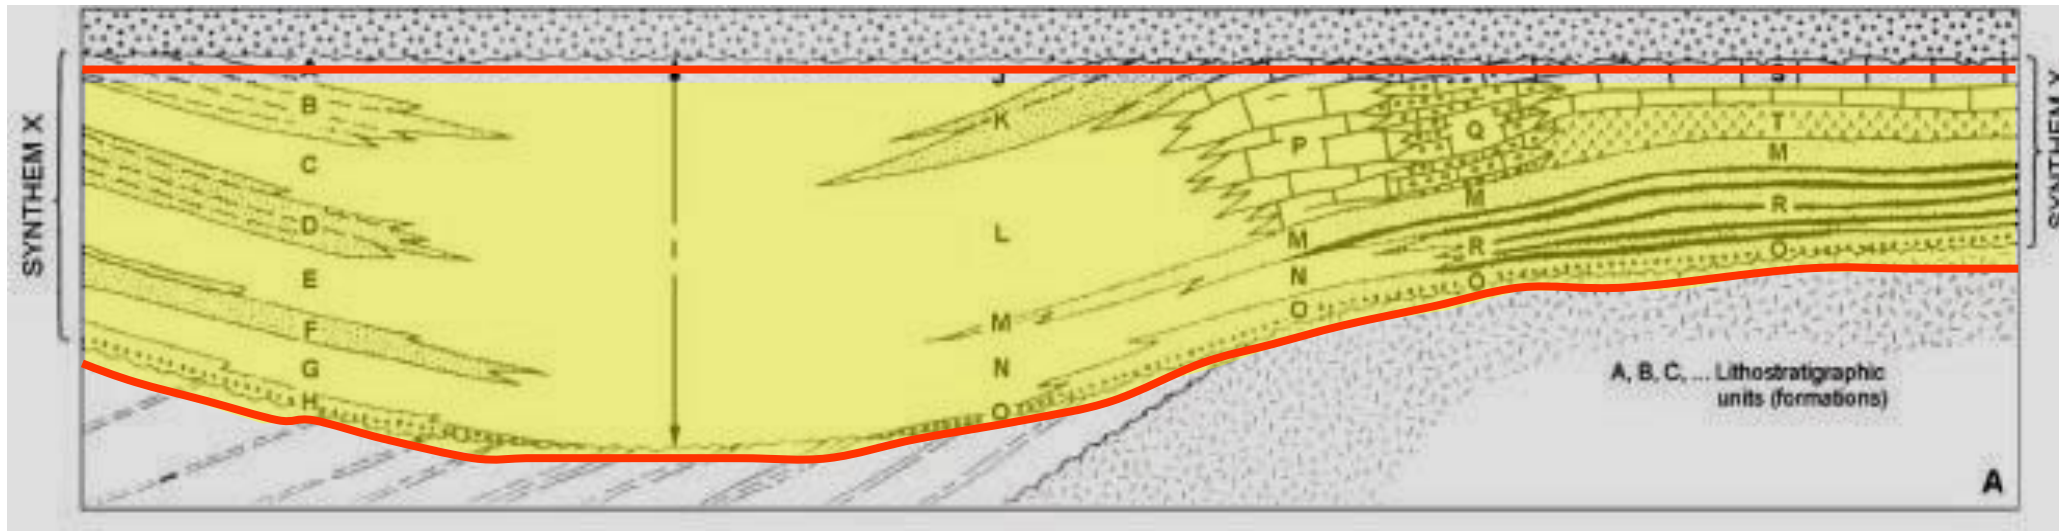 SYNTHEM X
B
C
D
E
F
G
H
I
K
L
M
N
O
P
M
N
O
Q
M
R
O
S
T
M
R
O
A, B, C, ... Lithostratigraphic
units (formations)
A
SYNTHEM X